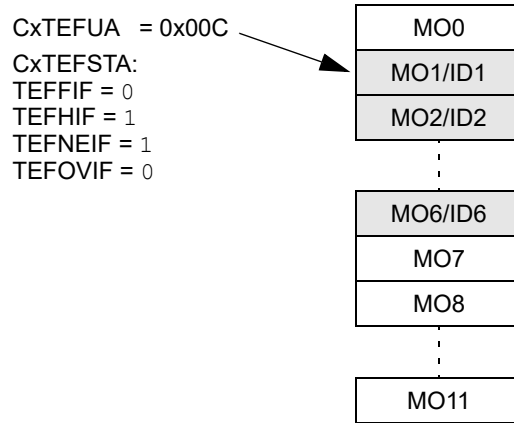 CxTEFUA = 0x00C
CxTEFSTA:
TEFFIF = 0
TEFHIF = 1
TEFNEIF = 1
TEFOVIF = 0
MO0
MO1/ID1
MO2/ID2
MO6/ID6
MO7
MO8
MO11